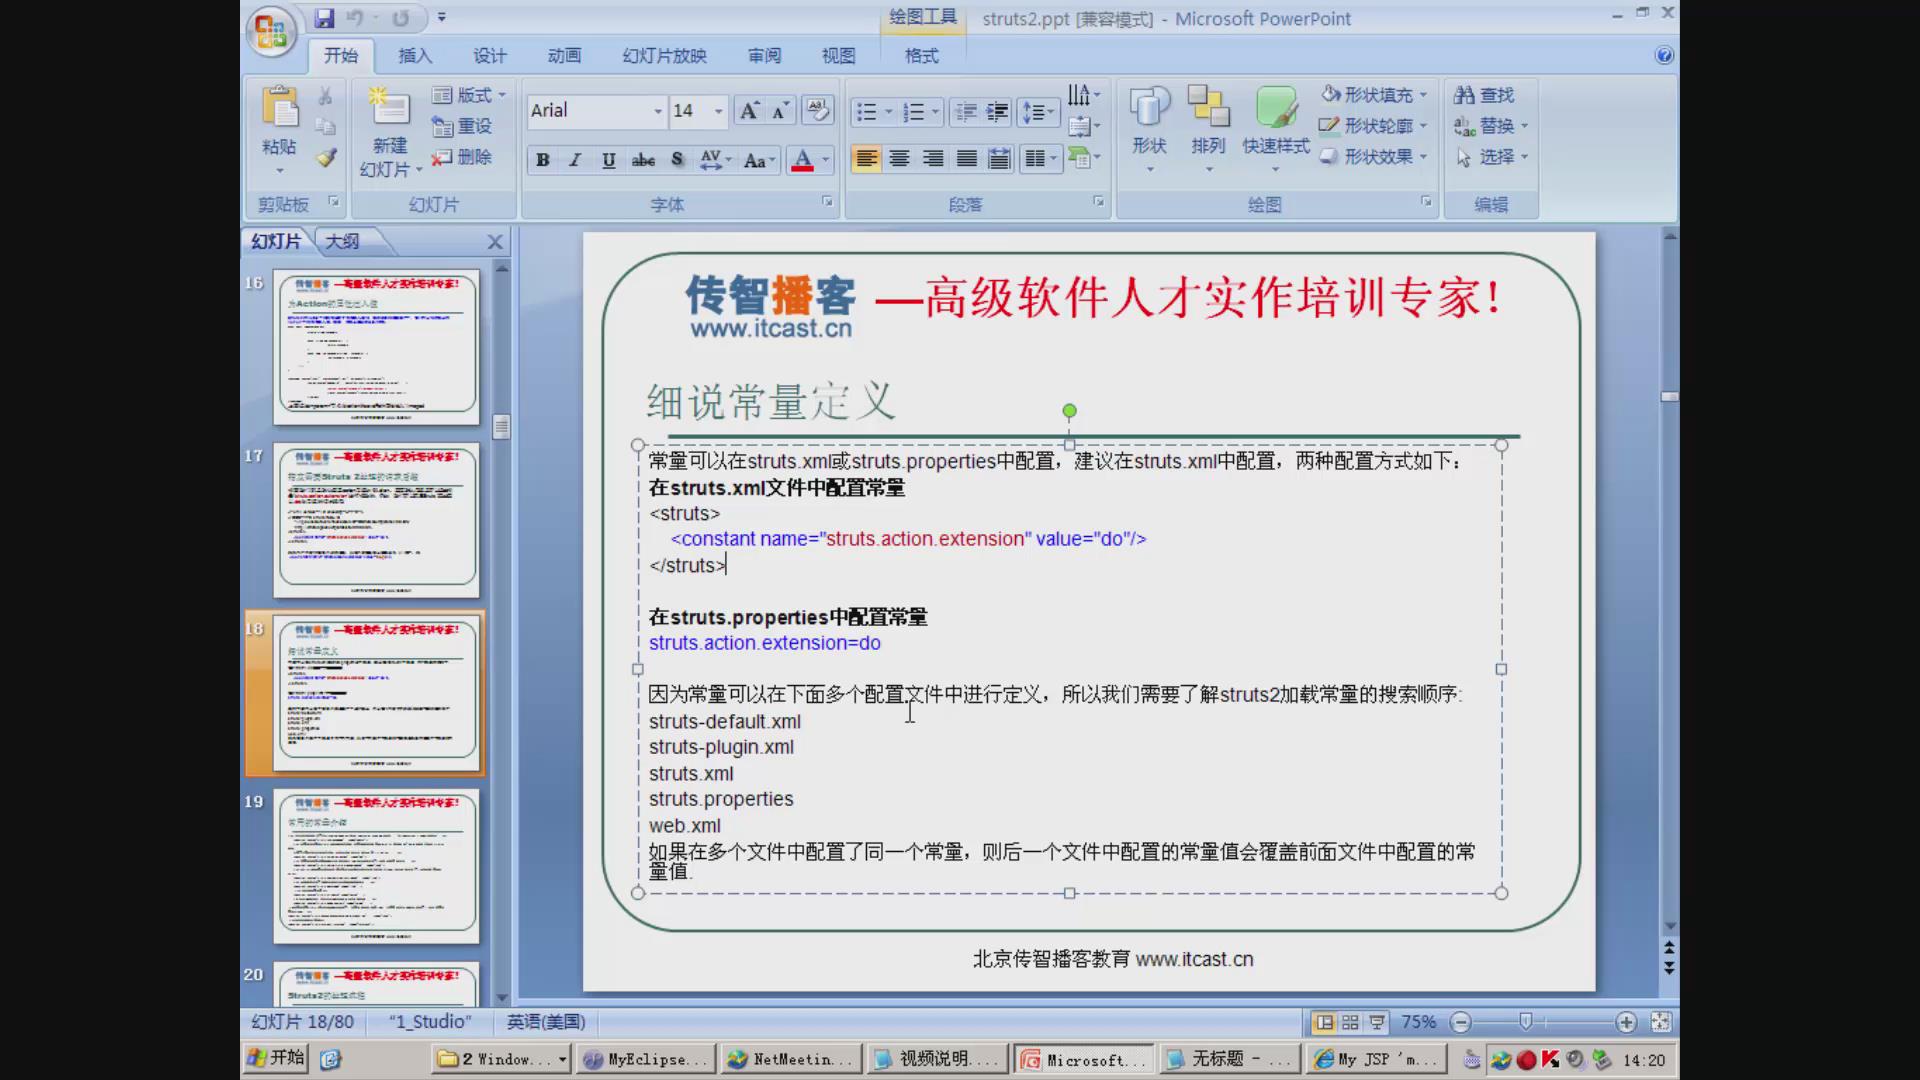 绘图工具
struts2.ppt [兼容模式] - Microsoft PowerPoint
开始 插入 设计 动画 幻灯片放映 审阅 视图 格式
粘贴
剪贴板
新建
幻灯片
版式
重设
删除
幻灯片
Arial 14
B I U abc S AV Aa A
字体
段落
形状 排列 快速样式
形状填充
形状轮廓
形状效果
绘图
查找
替换
选择
编辑
幻灯片 大纲
16
17
18
19
20
传智播客 —高级软件人才实作培训专家!
www.itcast.cn
细说常量定义
常量可以在struts.xml或struts.properties中配置，建议在struts.xml中配置，两种配置方式如下：
在struts.xml文件中配置常量
<struts>
<constant name="struts.action.extension" value="do"/>
</struts>
在struts.properties中配置常量
struts.action.extension=do
因为常量可以在下面多个配置文件中进行定义，所以我们需要了解struts2加载常量的搜索顺序:
struts-default.xml
struts-plugin.xml
struts.xml
struts.properties
web.xml
如果在多个文件中配置了同一个常量，则后一个文件中配置的常量值会覆盖前面文件中配置的常
量值.
北京传智播客教育 www.itcast.cn
幻灯片 18/80 "1_Studio" 英语(美国) 75%
开始 2 Window... MyEclipse... NetMeetin... 视频说明.... Microsoft... 无标题 - ... My JSP 'm... 14:20